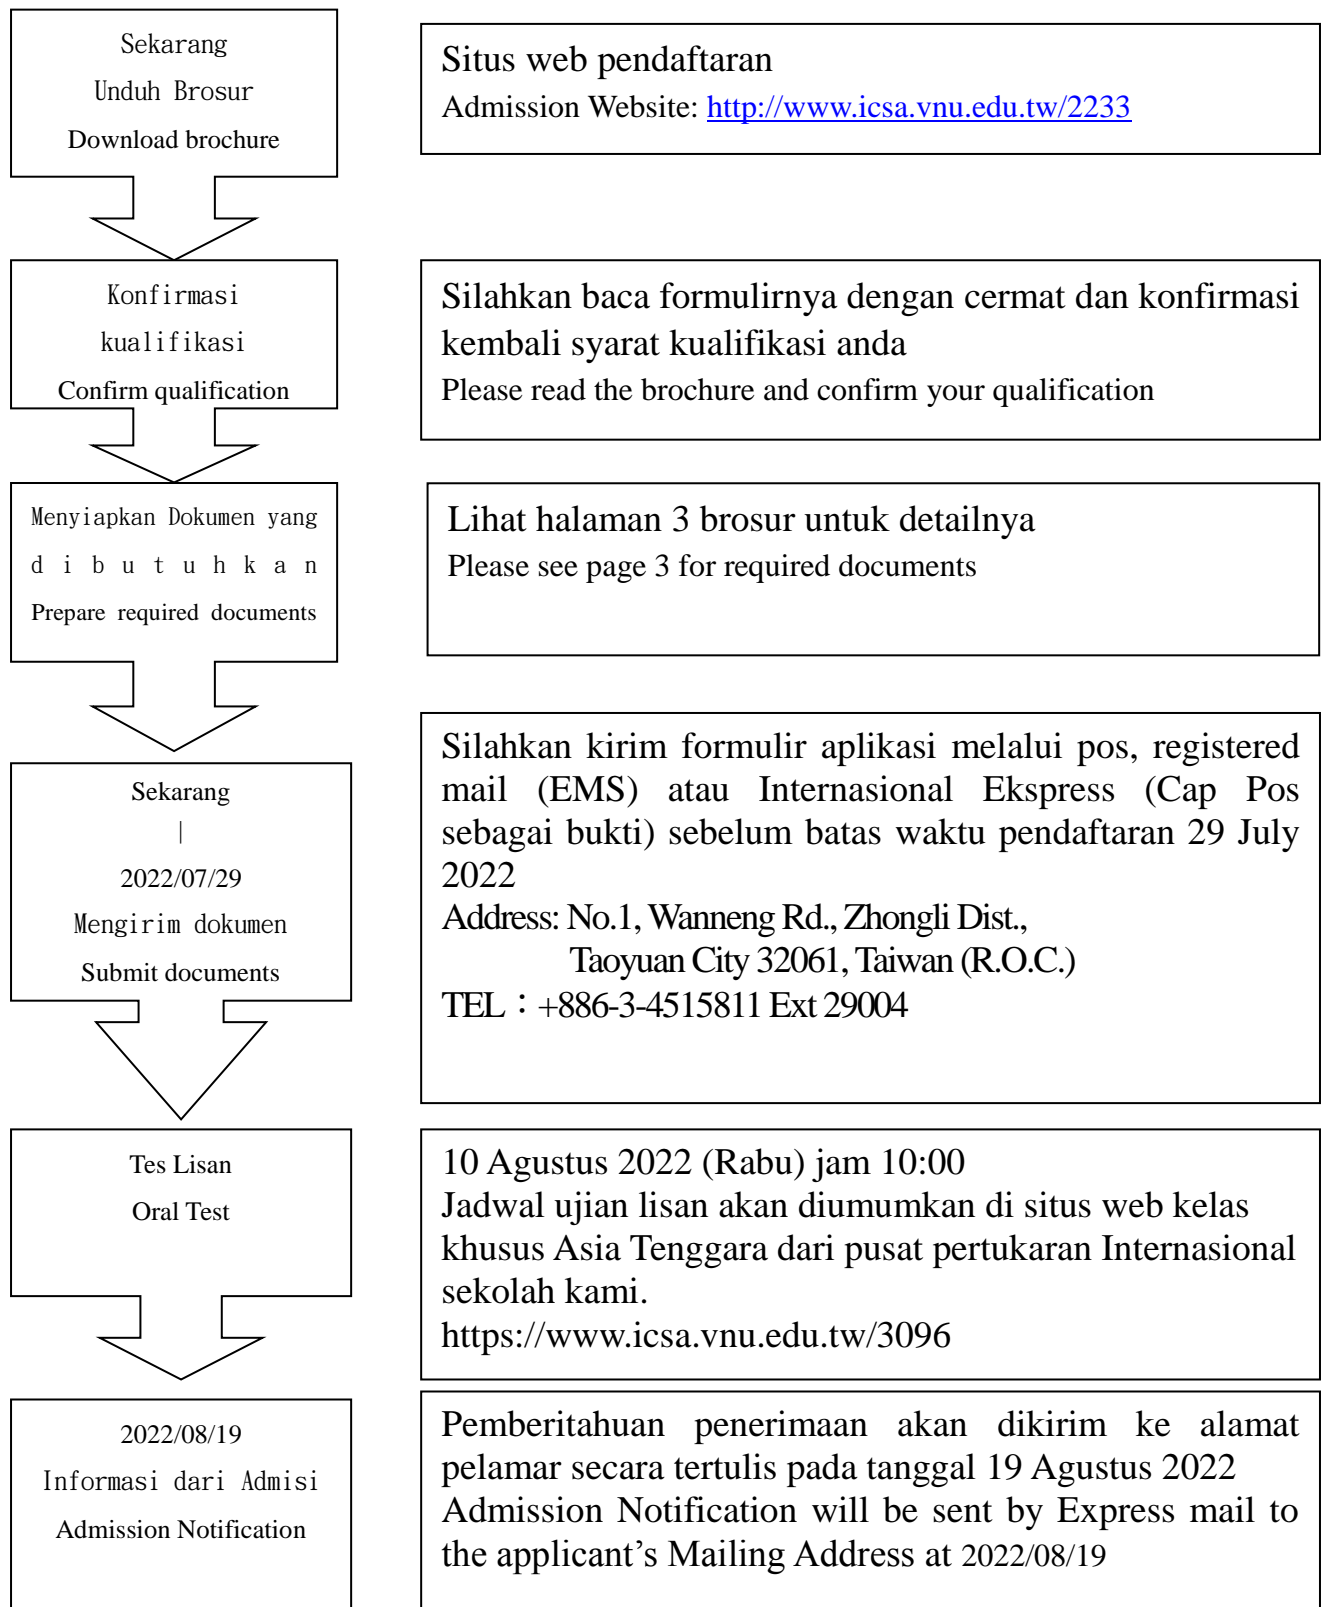 Sekarang
Unduh Brosur
Download brochure
Situs web pendaftaran
Admission Website: http://www.icsa.vnu.edu.tw/2233
Konfirmasi
kualifikasi
Confirm qualification
Silahkan baca formulirnya dengan cermat dan konfirmasi
kembali syarat kualifikasi anda
Please read the brochure and confirm your qualification
Menyiapkan Dokumen yang
dibutuhkan
Prepare required documents
Lihat halaman 3 brosur untuk detailnya
Please see page 3 for required documents
Sekarang
|
2022/07/29
Mengirim dokumen
Submit documents
Silahkan kirim formulir aplikasi melalui pos, registered
mail (EMS) atau Internasional Ekspress (Cap Pos
sebagai bukti) sebelum batas waktu pendaftaran 29 July
2022
Address: No.1, Wanneng Rd., Zhongli Dist.,
Taoyuan City 32061, Taiwan (R.O.C.)
TEL：+886-3-4515811 Ext 29004
Tes Lisan
Oral Test
10 Agustus 2022 (Rabu) jam 10:00
Jadwal ujian lisan akan diumumkan di situs web kelas
khusus Asia Tenggara dari pusat pertukaran Internasional
sekolah kami.
https://www.icsa.vnu.edu.tw/3096
2022/08/19
Informasi dari Admisi
Admission Notification
Pemberitahuan penerimaan akan dikirim ke alamat
pelamar secara tertulis pada tanggal 19 Agustus 2022
Admission Notification will be sent by Express mail to
the applicant’s Mailing Address at 2022/08/19